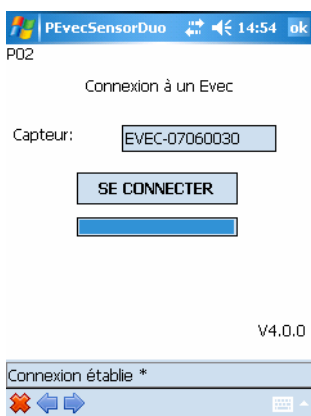 PEvecSensorDuo 14:54 ok
P02
Connexion à un Evec
Capteur: EVEC-07060030
SE CONNECTER
V4.0.0
Connexion établie *